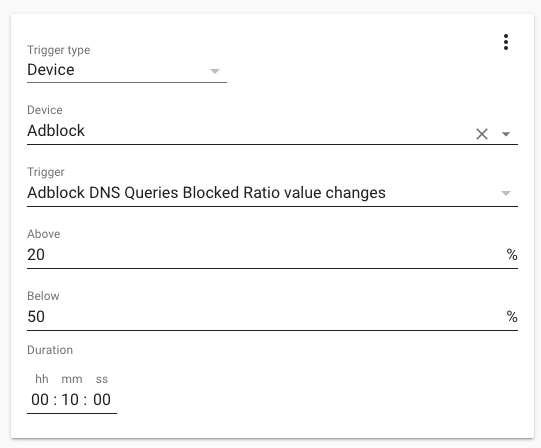 Trigger type
Device
Device
Adblock
Trigger
Adblock DNS Queries Blocked Ratio value changes
Above
20 %
Below
50 %
Duration
hh mm ss
00 : 10 : 00